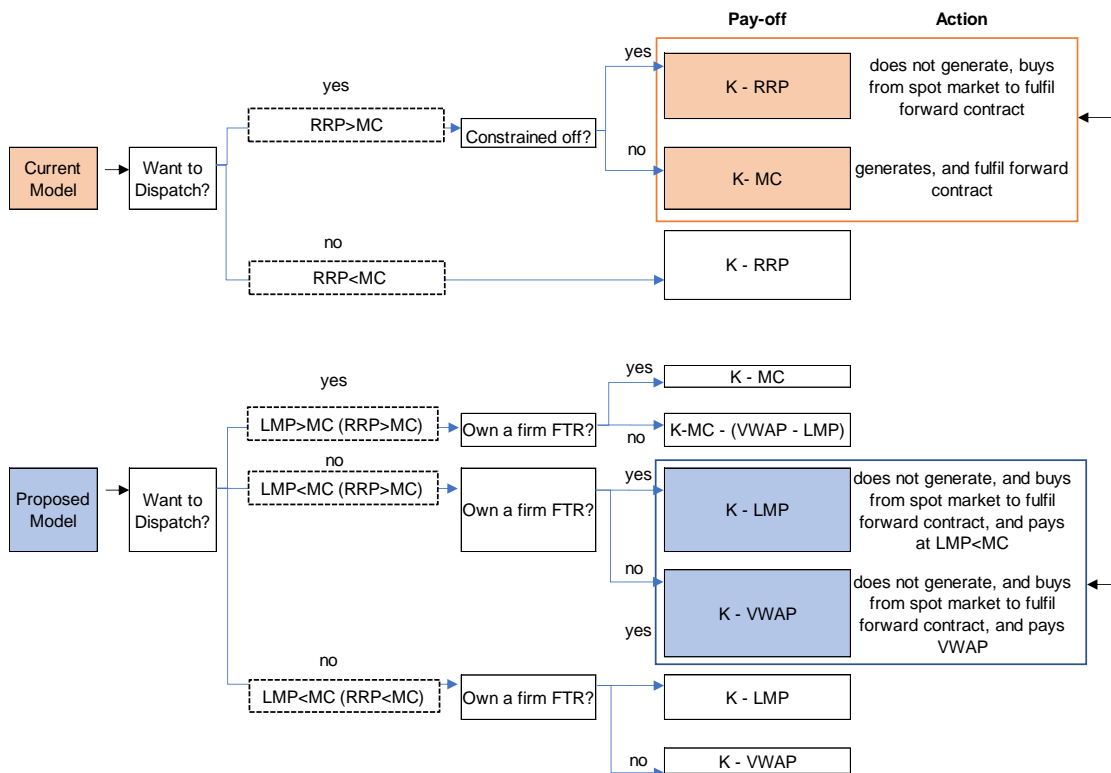 Pay-off
Action
yes
yes
K - RRP
does not generate, buys
from spot market to fulfil
forward contract
RRP>MC
Constrained off?
Current
Model
Want to
Dispatch?
no
K- MC
generates, and fulfil forward
contract
no
RRP<MC
K - RRP
yes
yes
K - MC
LMP>MC (RRP>MC)
Own a firm FTR?
no
K-MC - (VWAP - LMP)
no
LMP<MC (RRP>MC)
Own a firm FTR?
yes
K - LMP
does not generate, and buys
from spot market to fulfil
forward contract, and pays
at LMP<MC
Proposed
Model
Want to
Dispatch?
no
K - VWAP
does not generate, and buys
from spot market to fulfil
forward contract, and pays
VWAP
yes
no
LMP<MC (RRP<MC)
Own a firm FTR?
K - LMP
no
K - VWAP